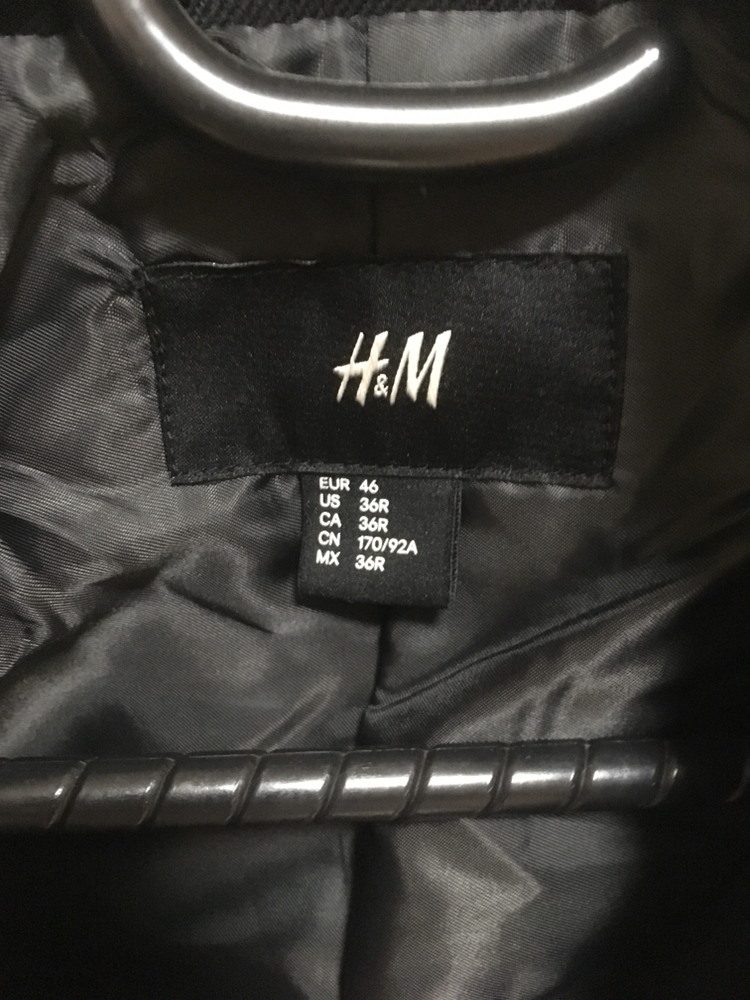 H&M
EUR 46
US 36R
CA 36R
CN 170/92A
MX 36R